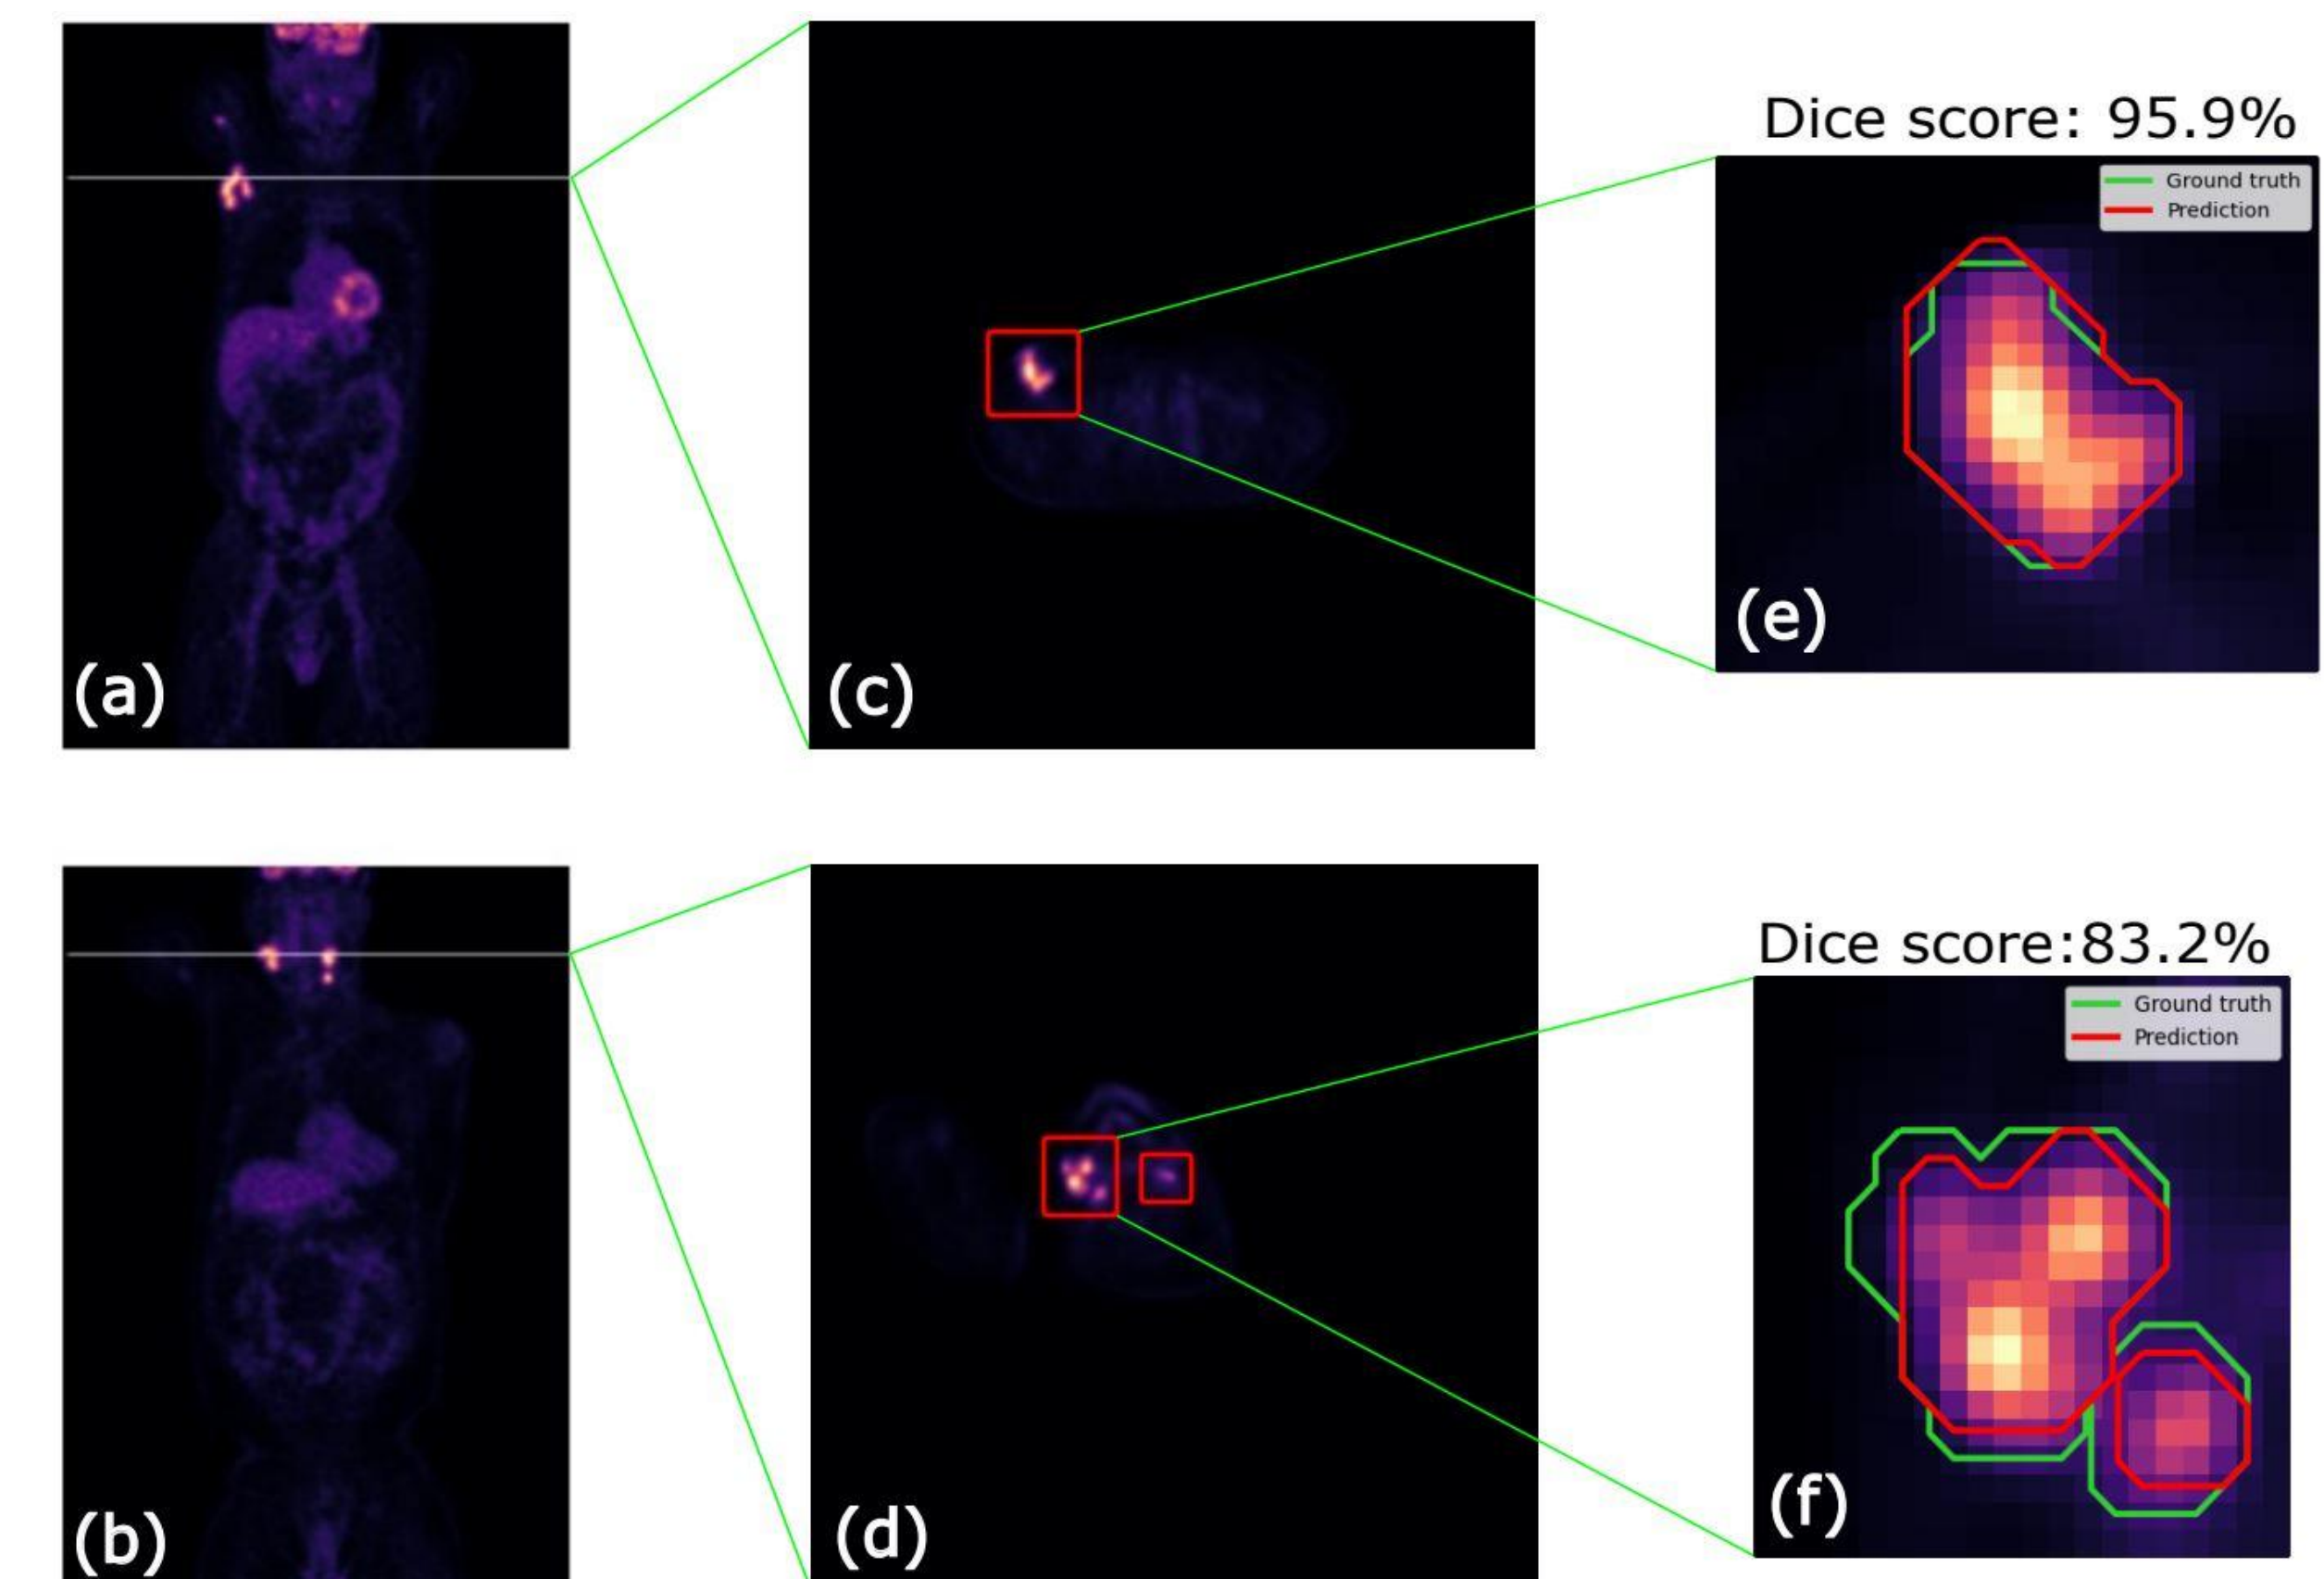 Dice score: 95.9%
Ground truth
Prediction
(a)
(c)
(e)
Dice score:83.2%
Ground truth
Prediction
(b)
(d)
(f)